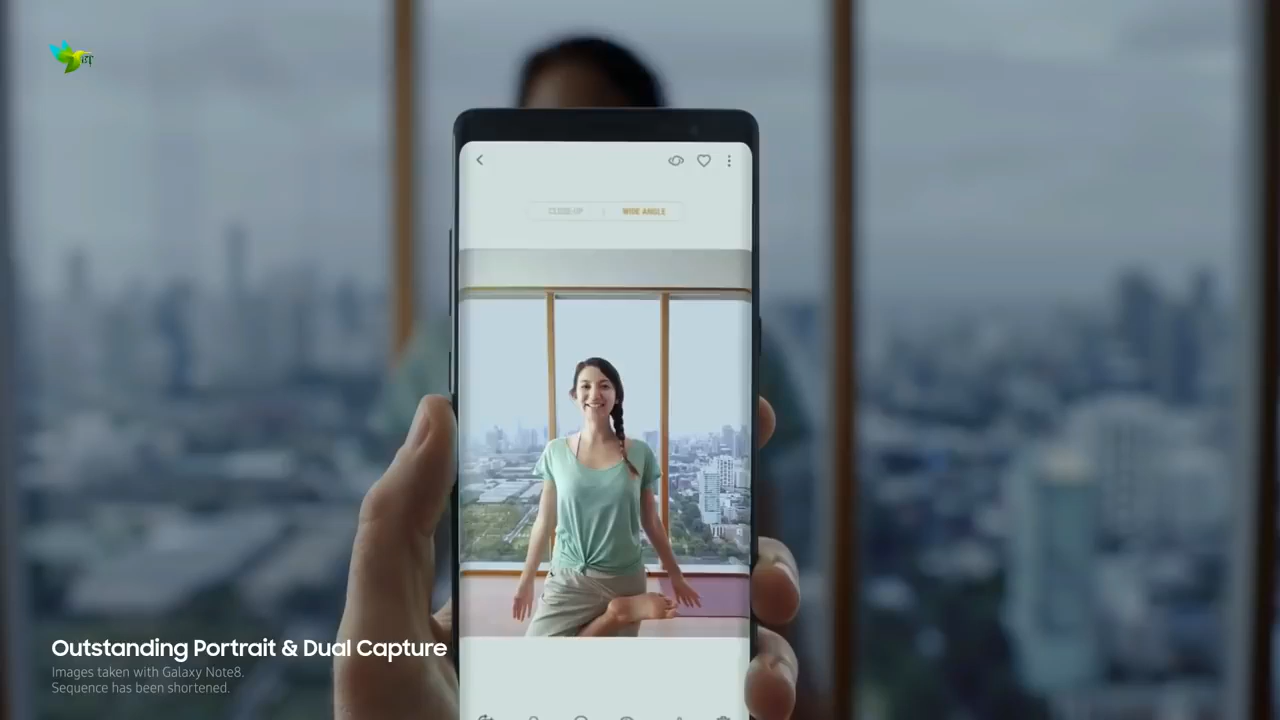 CLOSE-UP | WIDE ANGLE
Outstanding Portrait & Dual Capture
Images taken with Galaxy Note8.
Sequence has been shortened.